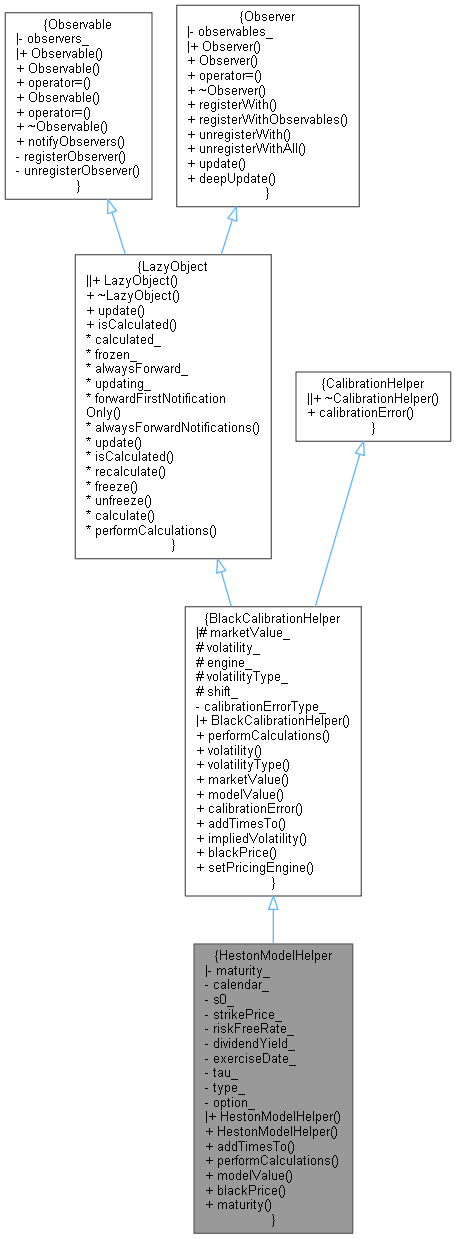 {Observable
|- observers_
|+ Observable()
+ Observable()
+ operator=()
+ Observable()
+ operator=()
+ ~Observable()
+ notifyObservers()
- registerObserver()
- unregisterObserver()
}
{Observer
|- observables_
|+ Observer()
+ Observer()
+ operator=()
+ ~Observer()
+ registerWith()
+ registerWithObservables()
+ unregisterWith()
+ unregisterWithAll()
+ update()
+ deepUpdate()
}
{LazyObject
||+ LazyObject()
+ ~LazyObject()
+ update()
+ isCalculated()
* calculated_
* frozen_
* alwaysForward_
* updating_
* forwardFirstNotification
Only()
* alwaysForwardNotifications()
* update()
* isCalculated()
* recalculate()
* freeze()
* unfreeze()
* calculate()
* performCalculations()
}
{CalibrationHelper
||+ ~CalibrationHelper()
+ calibrationError()
}
{BlackCalibrationHelper
|# marketValue_
# volatility_
# engine_
# volatilityType_
# shift_
- calibrationErrorType_
|+ BlackCalibrationHelper()
+ performCalculations()
+ volatility()
+ volatilityType()
+ marketValue()
+ modelValue()
+ calibrationError()
+ addTimesTo()
+ impliedVolatility()
+ blackPrice()
+ setPricingEngine()
}
{HestonModelHelper
|- maturity_
- calendar_
- s0_
- strikePrice_
- riskFreeRate_
- dividendYield_
- exerciseDate_
- tau_
- type_
- option_
|+ HestonModelHelper()
+ HestonModelHelper()
+ addTimesTo()
+ performCalculations()
+ modelValue()
+ blackPrice()
+ maturity()
}